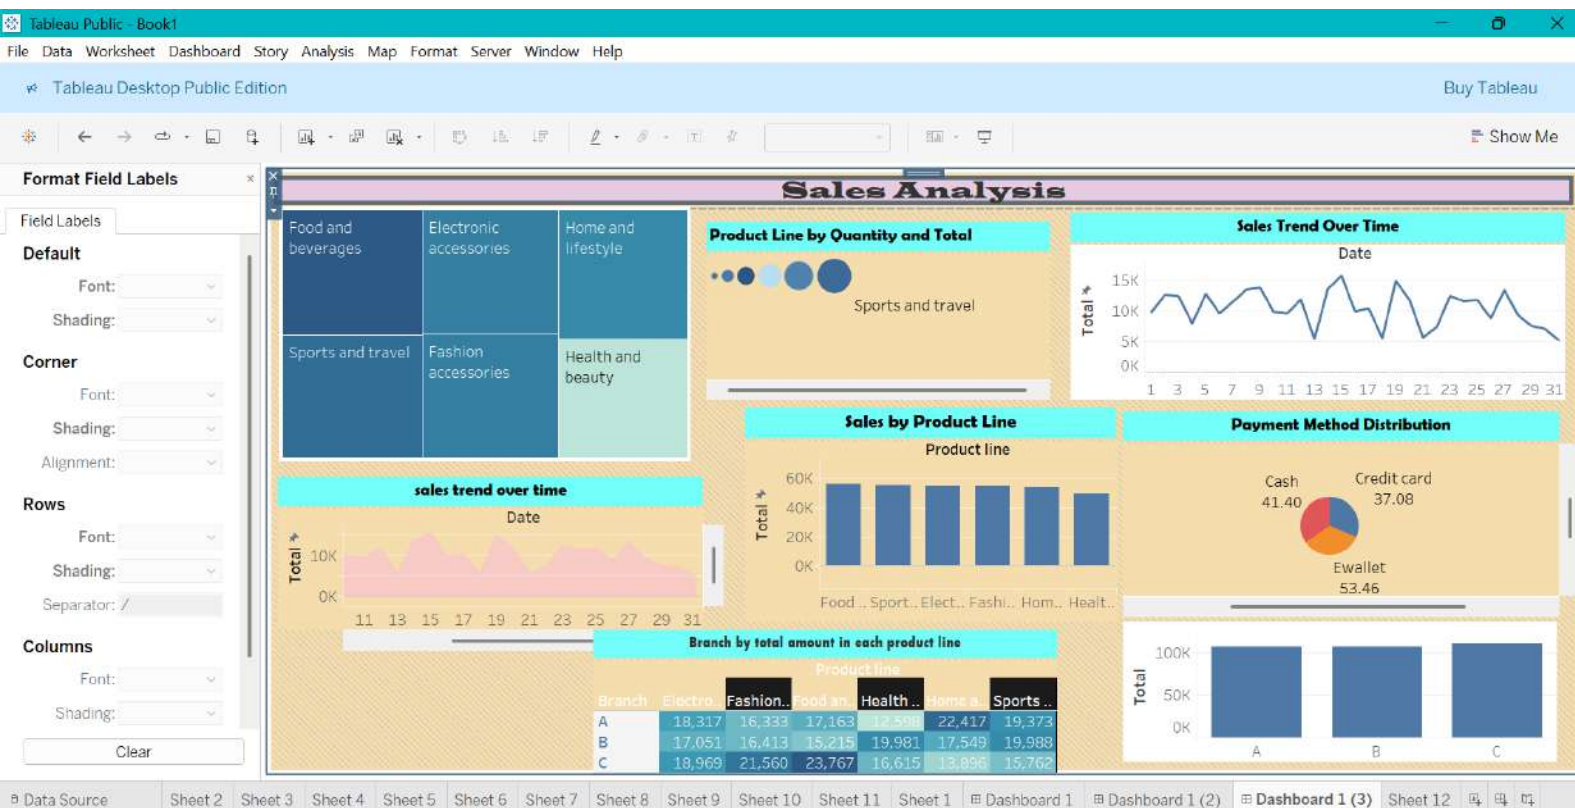 Tableau Public - Book1
File Data Worksheet Dashboard Story Analysis Map Format Server Window Help
Tableau Desktop Public Edition
Buy Tableau
Show Me
Format Field Labels
Field Labels
Default
Font:
Shading:
Corner
Font:
Shading:
Alignment:
Rows
Font:
Shading:
Separator: /
Columns
Font:
Shading:
Clear
Sales Analysis
Food and
beverages
Electronic
accessories
Home and
lifestyle
Sports and travel
Fashion
accessories
Health and
beauty
Product Line by Quantity and Total
Sports and travel
Sales Trend Over Time
Date
Total
15K
10K
5K
0K
1 3 5 7 9 11 13 15 17 19 21 23 25 27 29 31
sales trend over time
Date
Total
10K
0K
11 13 15 17 19 21 23 25 27 29 31
Sales by Product Line
Product line
Total
60K
40K
20K
0K
Food .. Sport.. Elect.. Fashi.. Hom.. Healt..
Payment Method Distribution
Cash
41.40
Credit card
37.08
Ewallet
53.46
Branch by total amount in each product line
Product line
Branch Electro.. Fashion.. Food an.. Health .. Home a.. Sports ..
A 18,317 16,333 17,163 12,598 22,417 19,373
B 17,051 16,413 15,215 19,981 17,549 19,988
C 18,969 21,560 23,767 16,615 13,896 15,762
Total
100K
50K
0K
A B C
Data Source Sheet 2 Sheet 3 Sheet 4 Sheet 5 Sheet 6 Sheet 7 Sheet 8 Sheet 9 Sheet 10 Sheet 11 Sheet 1 Dashboard 1 Dashboard 1 (2) Dashboard 1 (3) Sheet 12